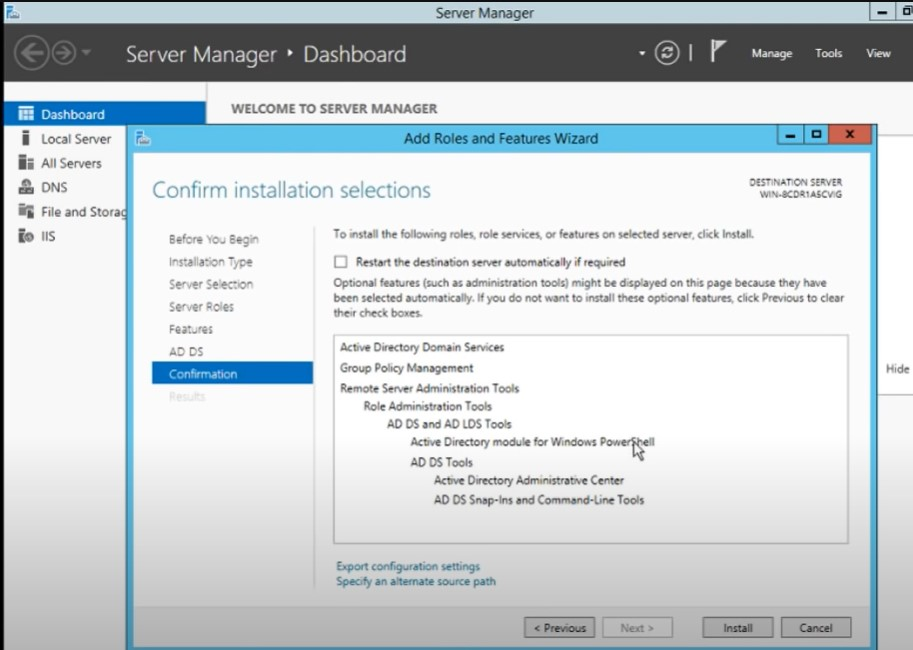 Server Manager
Server Manager ‣ Dashboard
Manage Tools View
Dashboard
Local Server
All Servers
DNS
File and Storag
IIS
WELCOME TO SERVER MANAGER
Add Roles and Features Wizard
Confirm installation selections
DESTINATION SERVER
WIN-8CDR1A5CVIG
Before You Begin
Installation Type
Server Selection
Server Roles
Features
AD DS
Confirmation
Results
To install the following roles, role services, or features on selected server, click Install.
Restart the destination server automatically if required
Optional features (such as administration tools) might be displayed on this page because they have
been selected automatically. If you do not want to install these optional features, click Previous to clear
their check boxes.
Active Directory Domain Services
Group Policy Management
Remote Server Administration Tools
Role Administration Tools
AD DS and AD LDS Tools
Active Directory module for Windows PowerShell
AD DS Tools
Active Directory Administrative Center
AD DS Snap-Ins and Command-Line Tools
Export configuration settings
Specify an alternate source path
< Previous Next > Install Cancel
Hide